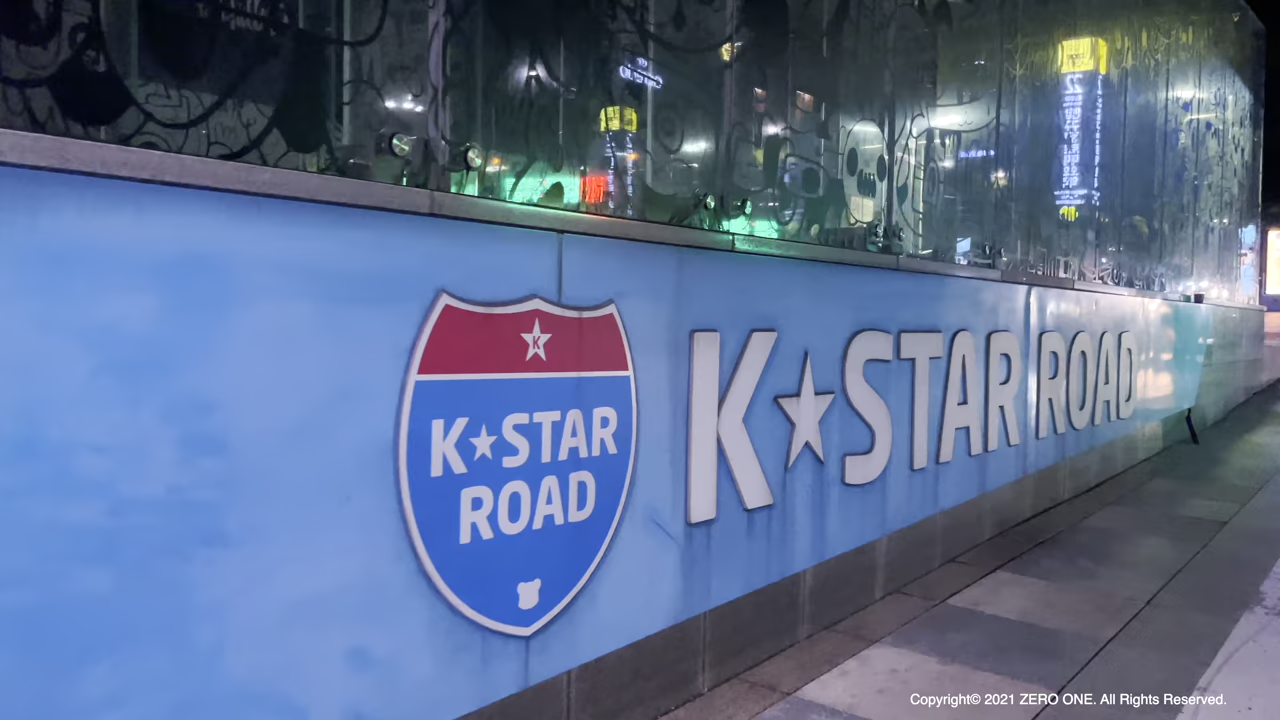 K
K★STAR
ROAD
K★STAR ROAD
Copyright© 2021 ZERO ONE. All Rights Reserved.